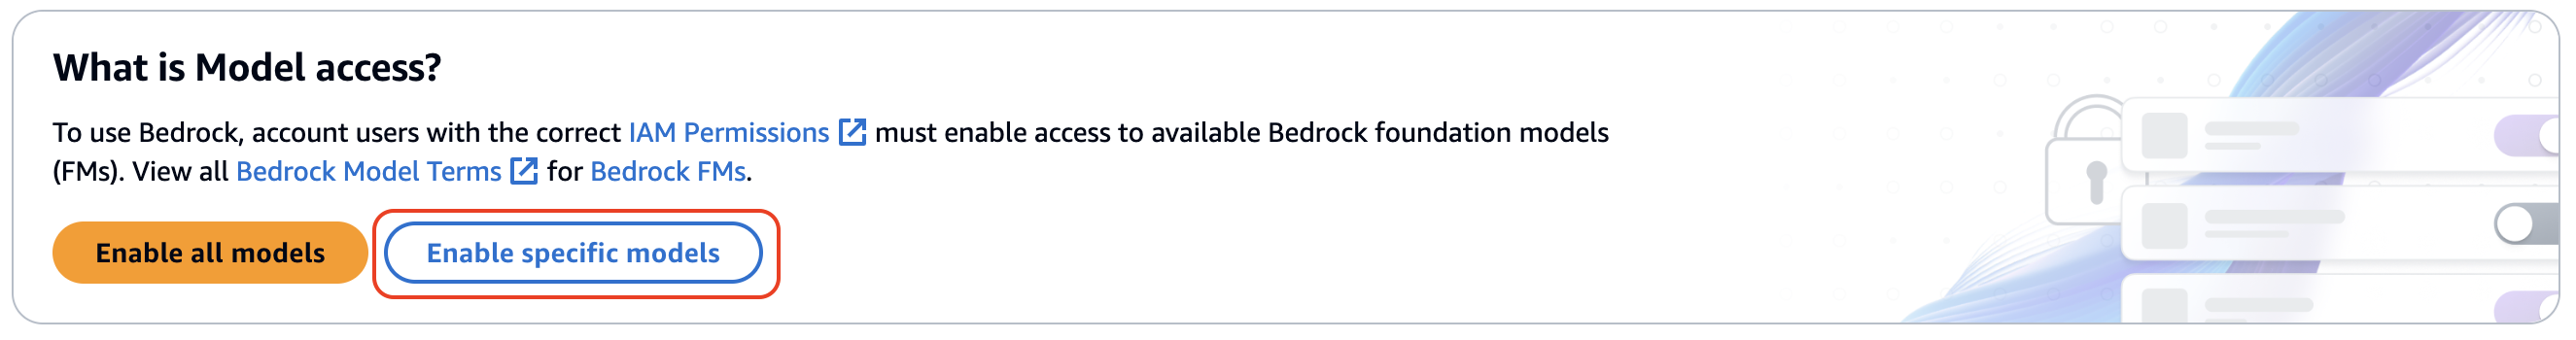 What is Model access?
To use Bedrock, account users with the correct IAM Permissions must enable access to available Bedrock foundation models
(FMs). View all Bedrock Model Terms for Bedrock FMs.
Enable all models
Enable specific models